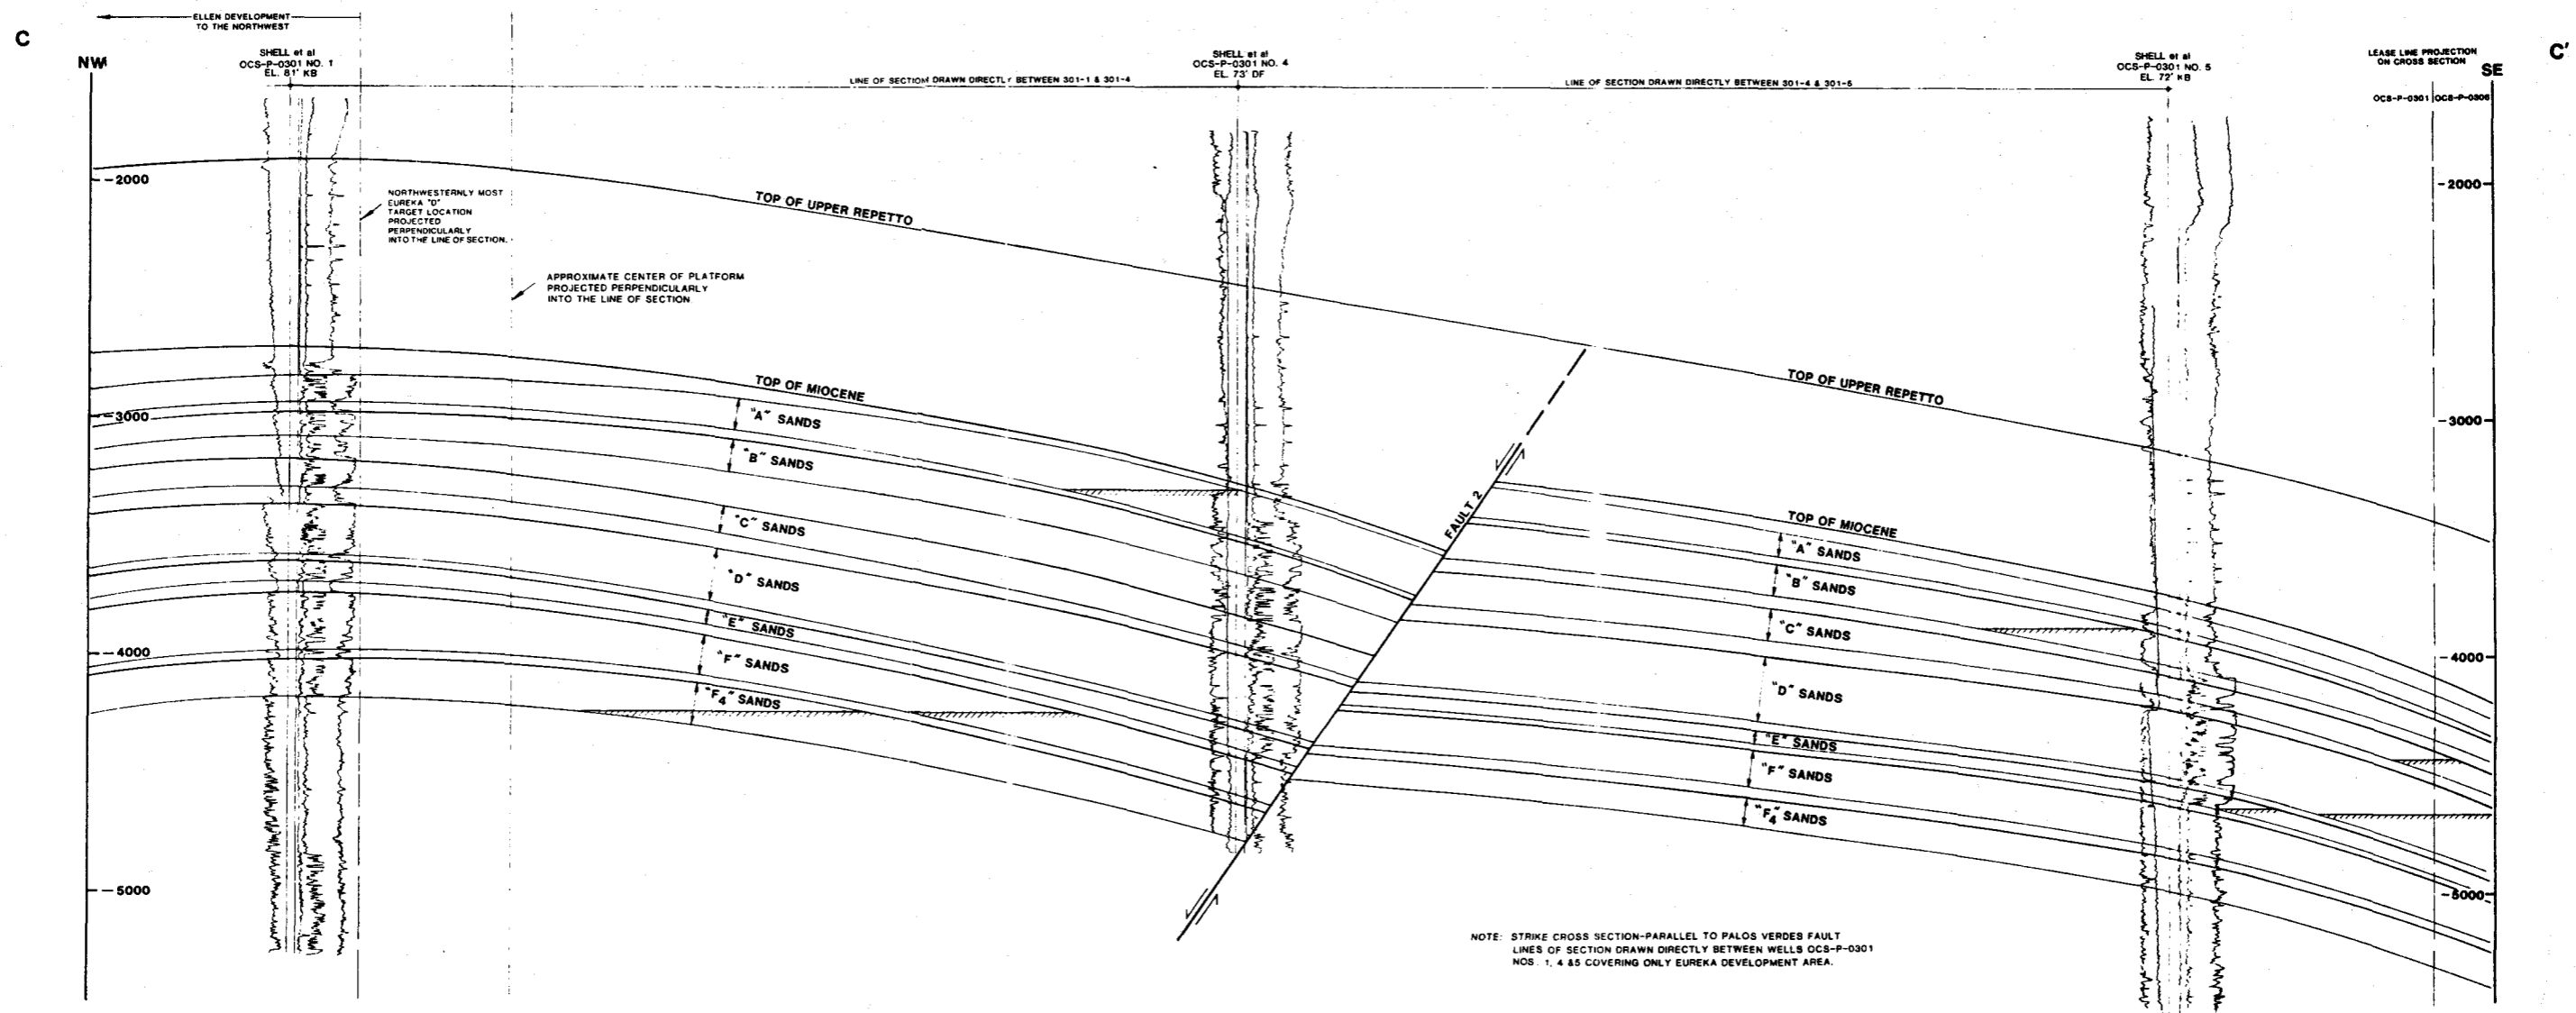 ELLEN DEVELOPMENT
TO THE NORTHWEST
C
NW
SHELL et al
OCS-P-0301 NO. 1
EL. 81' KB
SHELL et al
OCS-P-0301 NO. 4
EL. 73' DF
SHELL et al
OCS-P-0301 NO. 5
EL. 72' KB
LEASE LINE PROJECTION
ON CROSS SECTION
C'
SE
LINE OF SECTION DRAWN DIRECTLY BETWEEN 301-1 & 301-4
LINE OF SECTION DRAWN DIRECTLY BETWEEN 301-4 & 301-5
OCS-P-0301 OCS-P-0306
-2000
-2000
NORTHWESTERNLY MOST
EUREKA "D"
TARGET LOCATION
PROJECTED
PERPENDICULARLY
INTO THE LINE OF SECTION.
TOP OF UPPER REPETTO
APPROXIMATE CENTER OF PLATFORM
PROJECTED PERPENDICULARLY
INTO THE LINE OF SECTION
TOP OF MIOCENE
TOP OF UPPER REPETTO
-3000
-3000
"A" SANDS
"B" SANDS
"C" SANDS
"D" SANDS
"E" SANDS
"F" SANDS
"F4" SANDS
FAULT 2
TOP OF MIOCENE
"A" SANDS
"B" SANDS
"C" SANDS
"D" SANDS
"E" SANDS
"F" SANDS
"F4" SANDS
-4000
-4000
-5000
-5000
NOTE: STRIKE CROSS SECTION-PARALLEL TO PALOS VERDES FAULT
LINES OF SECTION DRAWN DIRECTLY BETWEEN WELLS OCS-P-0301
NOS. 1, 4 &5 COVERING ONLY EUREKA DEVELOPMENT AREA.